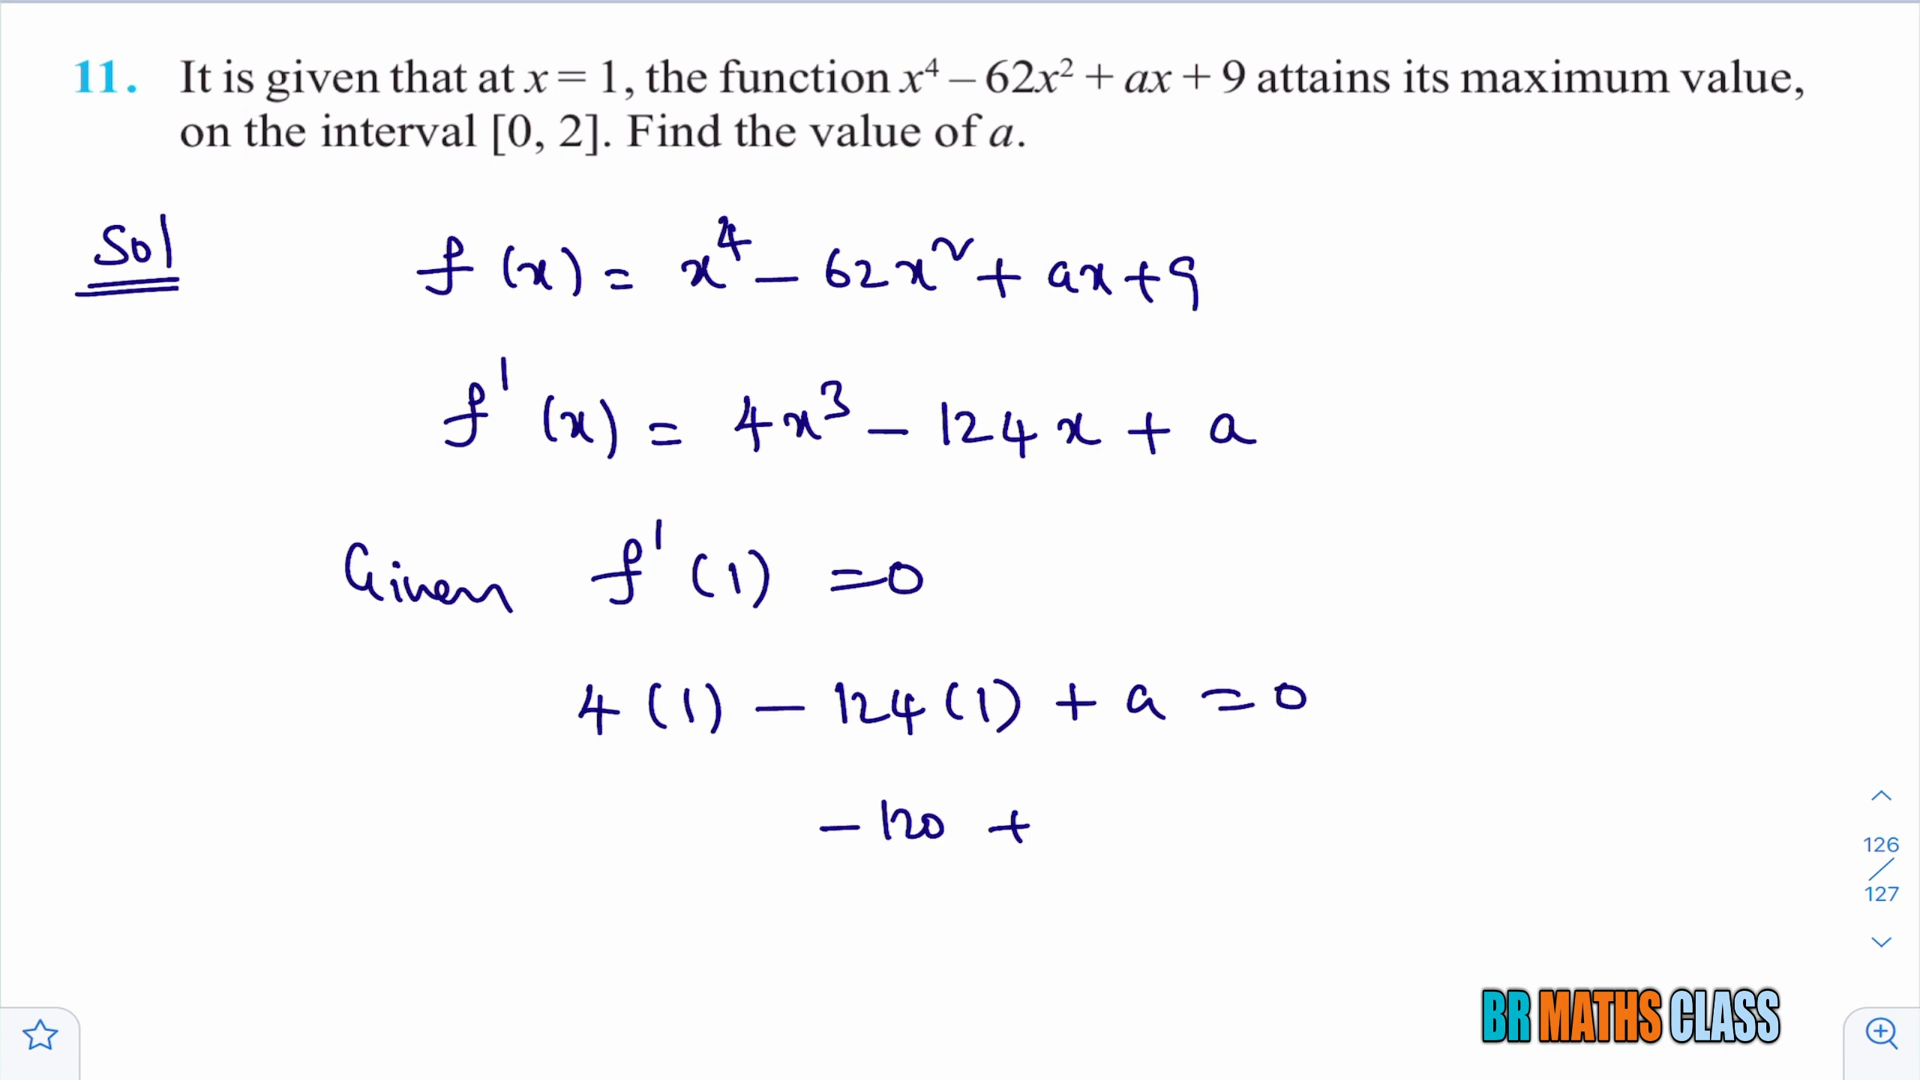 11. It is given that at x = 1, the function x⁴ – 62x² + ax + 9 attains its maximum value,
on the interval [0, 2]. Find the value of a.
Sol
f (x) = x⁴ – 62x² + ax + 9
f' (x) = 4x³ – 124x + a
Given f' (1) = 0
4 (1) – 124 (1) + a = 0
– 120 +
126
/
127
BR MATHS CLASS